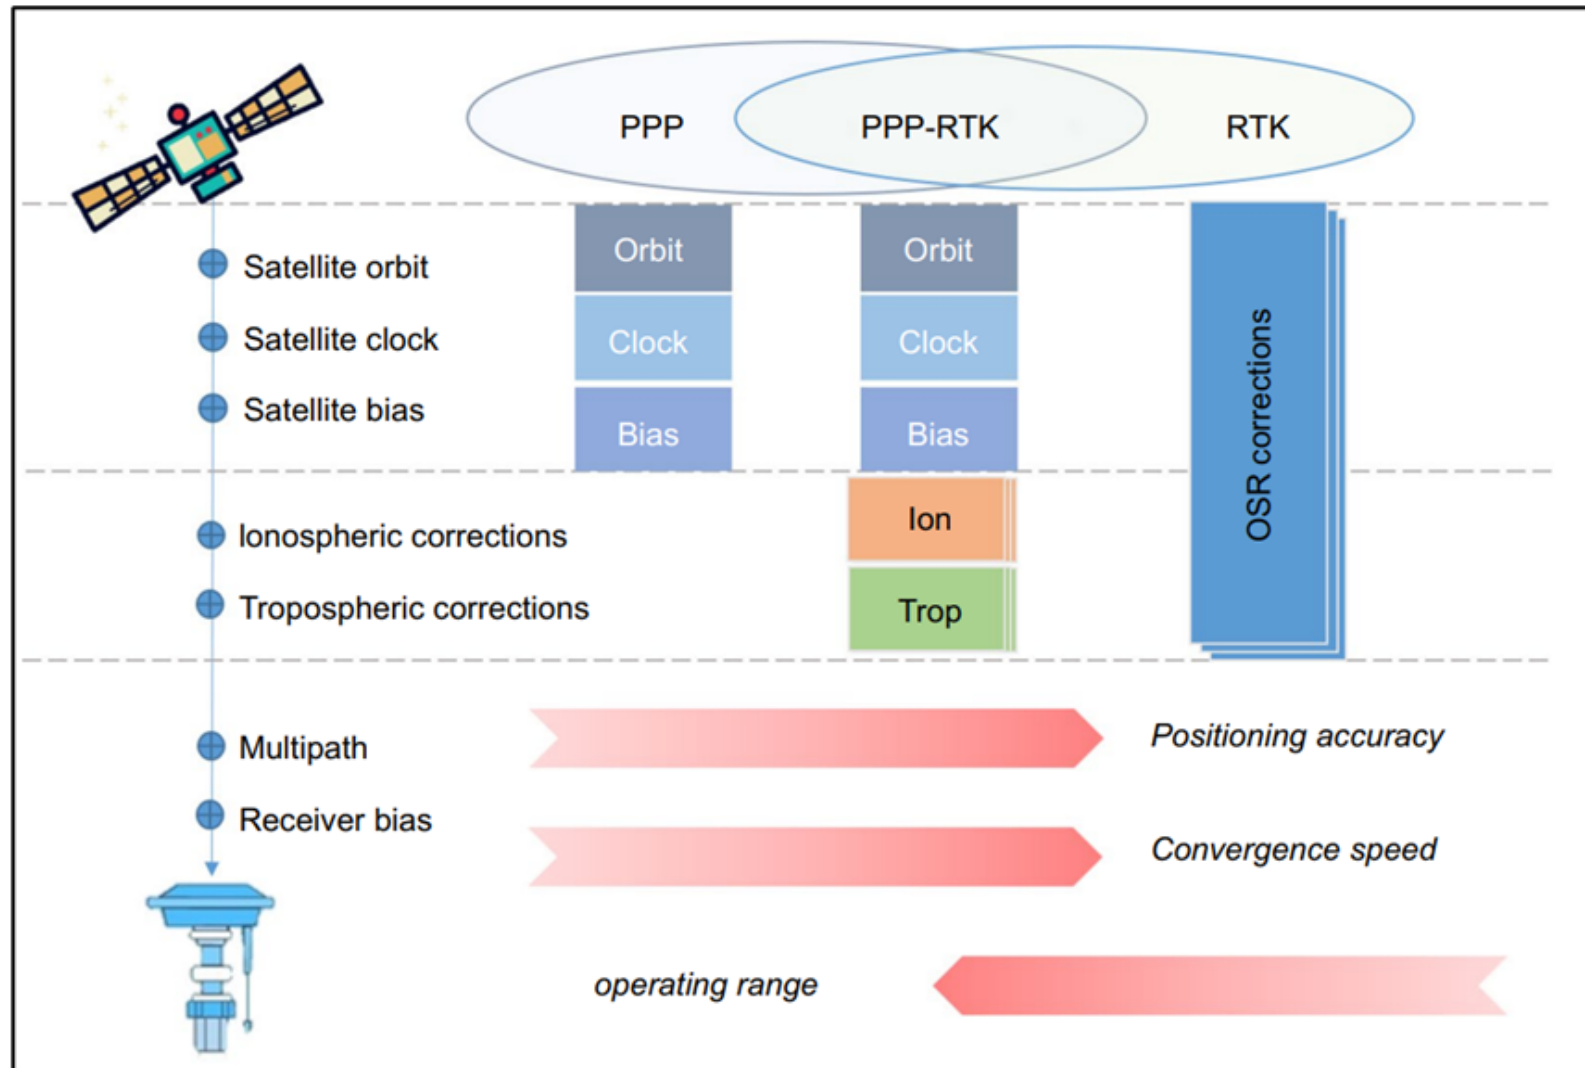 PPP
PPP-RTK
RTK
Satellite orbit
Orbit
Orbit
Satellite clock
Clock
Clock
Satellite bias
Bias
Bias
OSR corrections
Ionospheric corrections
Ion
Tropospheric corrections
Trop
Multipath
Positioning accuracy
Receiver bias
Convergence speed
operating range